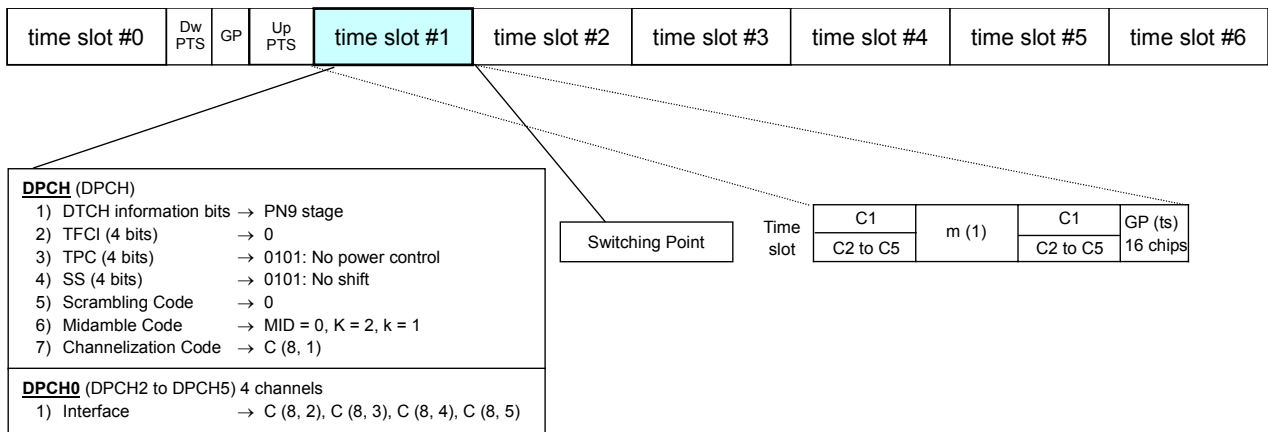 time slot #0
Dw
PTS
GP
Up
PTS
time slot #1
time slot #2
time slot #3
time slot #4
time slot #5
time slot #6
DPCH (DPCH)
1) DTCH information bits → PN9 stage
2) TFCI (4 bits) → 0
3) TPC (4 bits) → 0101: No power control
4) SS (4 bits) → 0101: No shift
5) Scrambling Code → 0
6) Midamble Code → MID = 0, K = 2, k = 1
7) Channelization Code → C (8, 1)
DPCH0 (DPCH2 to DPCH5) 4 channels
1) Interface → C (8, 2), C (8, 3), C (8, 4), C (8, 5)
Switching Point
Time
slot
C1
C2 to C5
m (1)
C1
C2 to C5
GP (ts)
16 chips